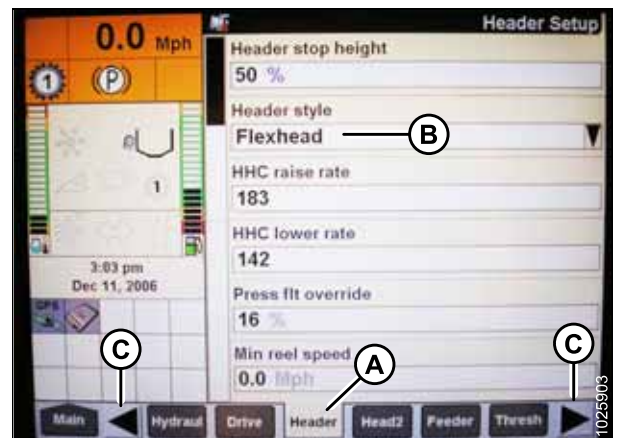 0.0 Mph
Header Setup
Header stop height
50 %
1
P
Header style
Flexhead
B
HHC raise rate
183
1
HHC lower rate
142
3:03 pm
Dec 11, 2006
Press flt override
16 %
GPS
Min reel speed
0.0 Mph
A
C
C
Main
Hydraul
Drive
Header
Head2
Feeder
Thresh
1025903